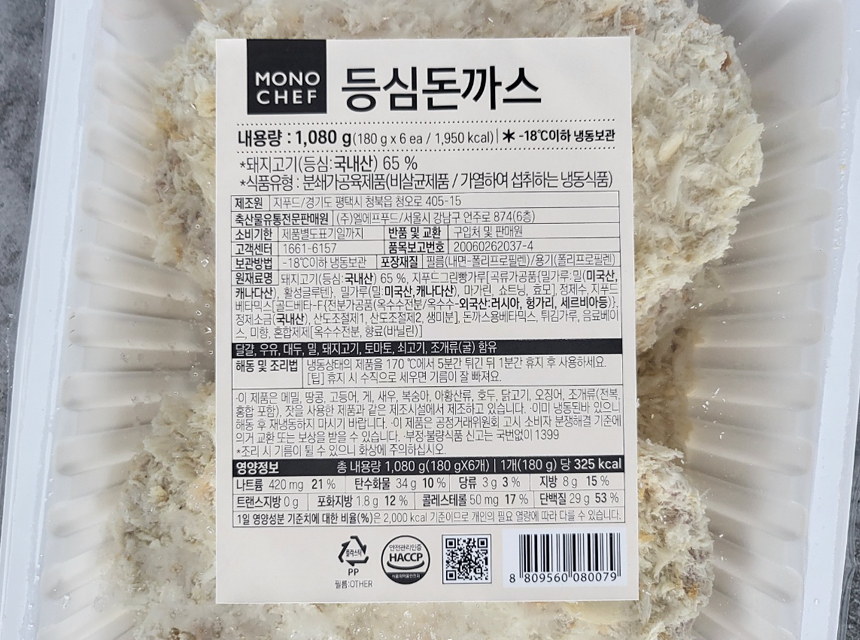 MONO
CHEF
등심돈까스
내용량 : 1,080 g(180 g x 6 ea / 1,950 kcal) | * -18℃이하 냉동보관
*돼지고기(등심:국내산) 65 %
*식품유형 : 분쇄가공육제품(비살균제품 / 가열하여 섭취하는 냉동식품)
제조원 지푸드/경기도 평택시 청북읍 청오로 405-15
축산물유통전문판매원 (주)엘에프푸드/서울시 강남구 언주로 874(6층)
소비기한 제품별도표기일까지 반품 및 교환 구입처 및 판매원
고객센터 1661-6157 품목보고번호 20060262037-4
보관방법 -18℃이하 냉동보관 포장재질 필름(내면-폴리프로필렌)/용기(폴리프로필렌)
원재료명 돼지고기(등심:국내산) 65 %, 지푸드그린빵가루[곡류가공품{밀가루:밀(미국산,
캐나다산), 활성글루텐}, 밀가루(밀:미국산,캐나다산), 마가린, 쇼트닝, 효모], 정제수, 지푸드
베타믹스[골드베타-F{전분가공품(옥수수전분/옥수수-외국산:러시아, 헝가리, 세르비아등)},
정제소금(국내산), 산도조절제1, 산도조절제2, 생미분], 돈까스용베타믹스, 튀김가루, 음료베이
스, 미향, 혼합제제[옥수수전분, 향료(바닐린)]
달걀, 우유, 대두, 밀, 돼지고기, 토마토, 쇠고기, 조개류(굴) 함유
해동 및 조리법 냉동상태의 제품을 170 ℃에서 5분간 튀긴 뒤 1분간 휴지 후 사용하세요.
[팁] 휴지 시 수직으로 세우면 기름이 잘 빠져요.
·이 제품은 메밀, 땅콩, 고등어, 게, 새우, 복숭아, 아황산류, 호두, 닭고기, 오징어, 조개류(전복,
홍합 포함), 잣을 사용한 제품과 같은 제조시설에서 제조하고 있습니다. ·이미 냉동된바 있으니
해동 후 재냉동하지 마시기 바랍니다. ·이 제품은 공정거래위원회 고시 소비자 분쟁해결 기준에
의거 교환 또는 보상을 받을 수 있습니다. ·부정·불량식품 신고는 국번없이 1399
*조리 시 기름이 튈 수 있으니 화상에 주의하십시오.
영양정보 총 내용량 1,080 g(180 gX6개) | 1개(180 g) 당 325 kcal
나트륨 420 mg 21 % 탄수화물 34 g 10 % 당류 3 g 3 % 지방 8 g 15 %
트랜스지방 0 g 포화지방 1.8 g 12 % 콜레스테롤 50 mg 17 % 단백질 29 g 53 %
1일 영양성분 기준치에 대한 비율(%)은 2,000 kcal 기준이므로 개인의 필요 열량에 따라 다를 수 있습니다.
플라스틱
PP
필름:OTHER
안전관리인증
HACCP
식품의약품안전처
8 809560 080079